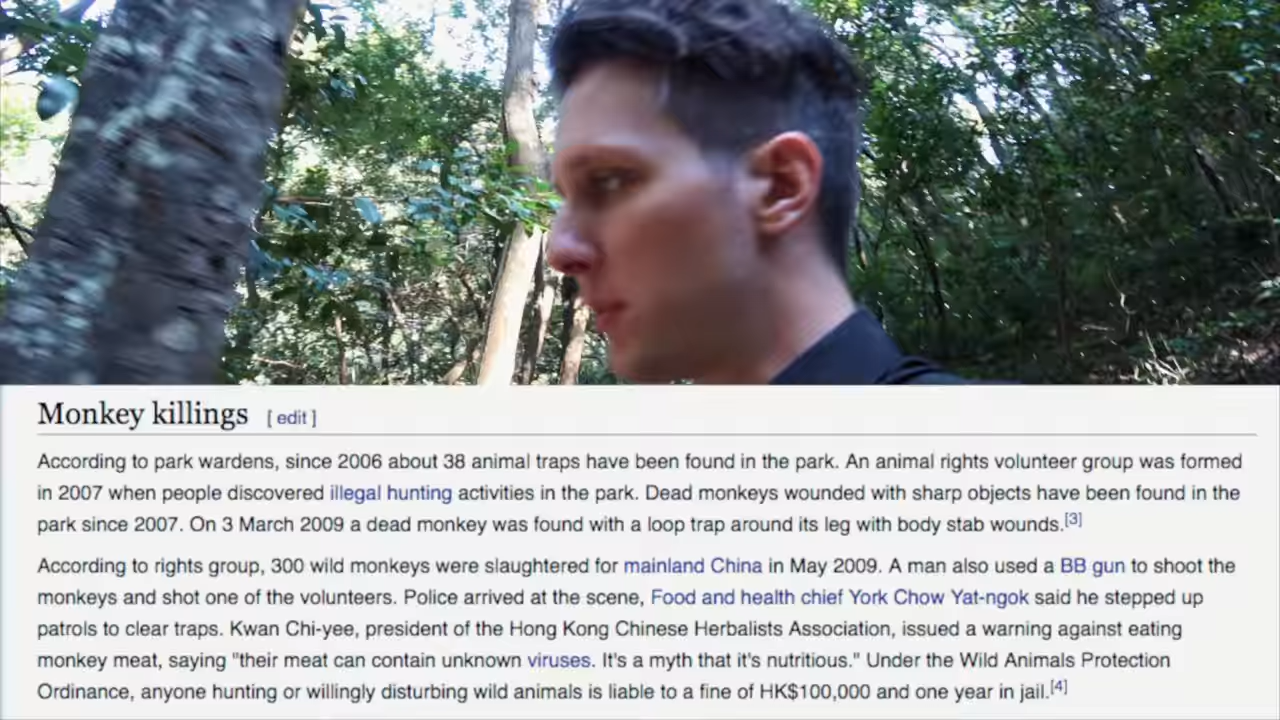 Monkey killings [ edit ]
According to park wardens, since 2006 about 38 animal traps have been found in the park. An animal rights volunteer group was formed
in 2007 when people discovered illegal hunting activities in the park. Dead monkeys wounded with sharp objects have been found in the
park since 2007. On 3 March 2009 a dead monkey was found with a loop trap around its leg with body stab wounds.[3]
According to rights group, 300 wild monkeys were slaughtered for mainland China in May 2009. A man also used a BB gun to shoot the
monkeys and shot one of the volunteers. Police arrived at the scene, Food and health chief York Chow Yat-ngok said he stepped up
patrols to clear traps. Kwan Chi-yee, president of the Hong Kong Chinese Herbalists Association, issued a warning against eating
monkey meat, saying "their meat can contain unknown viruses. It's a myth that it's nutritious." Under the Wild Animals Protection
Ordinance, anyone hunting or willingly disturbing wild animals is liable to a fine of HK$100,000 and one year in jail.[4]